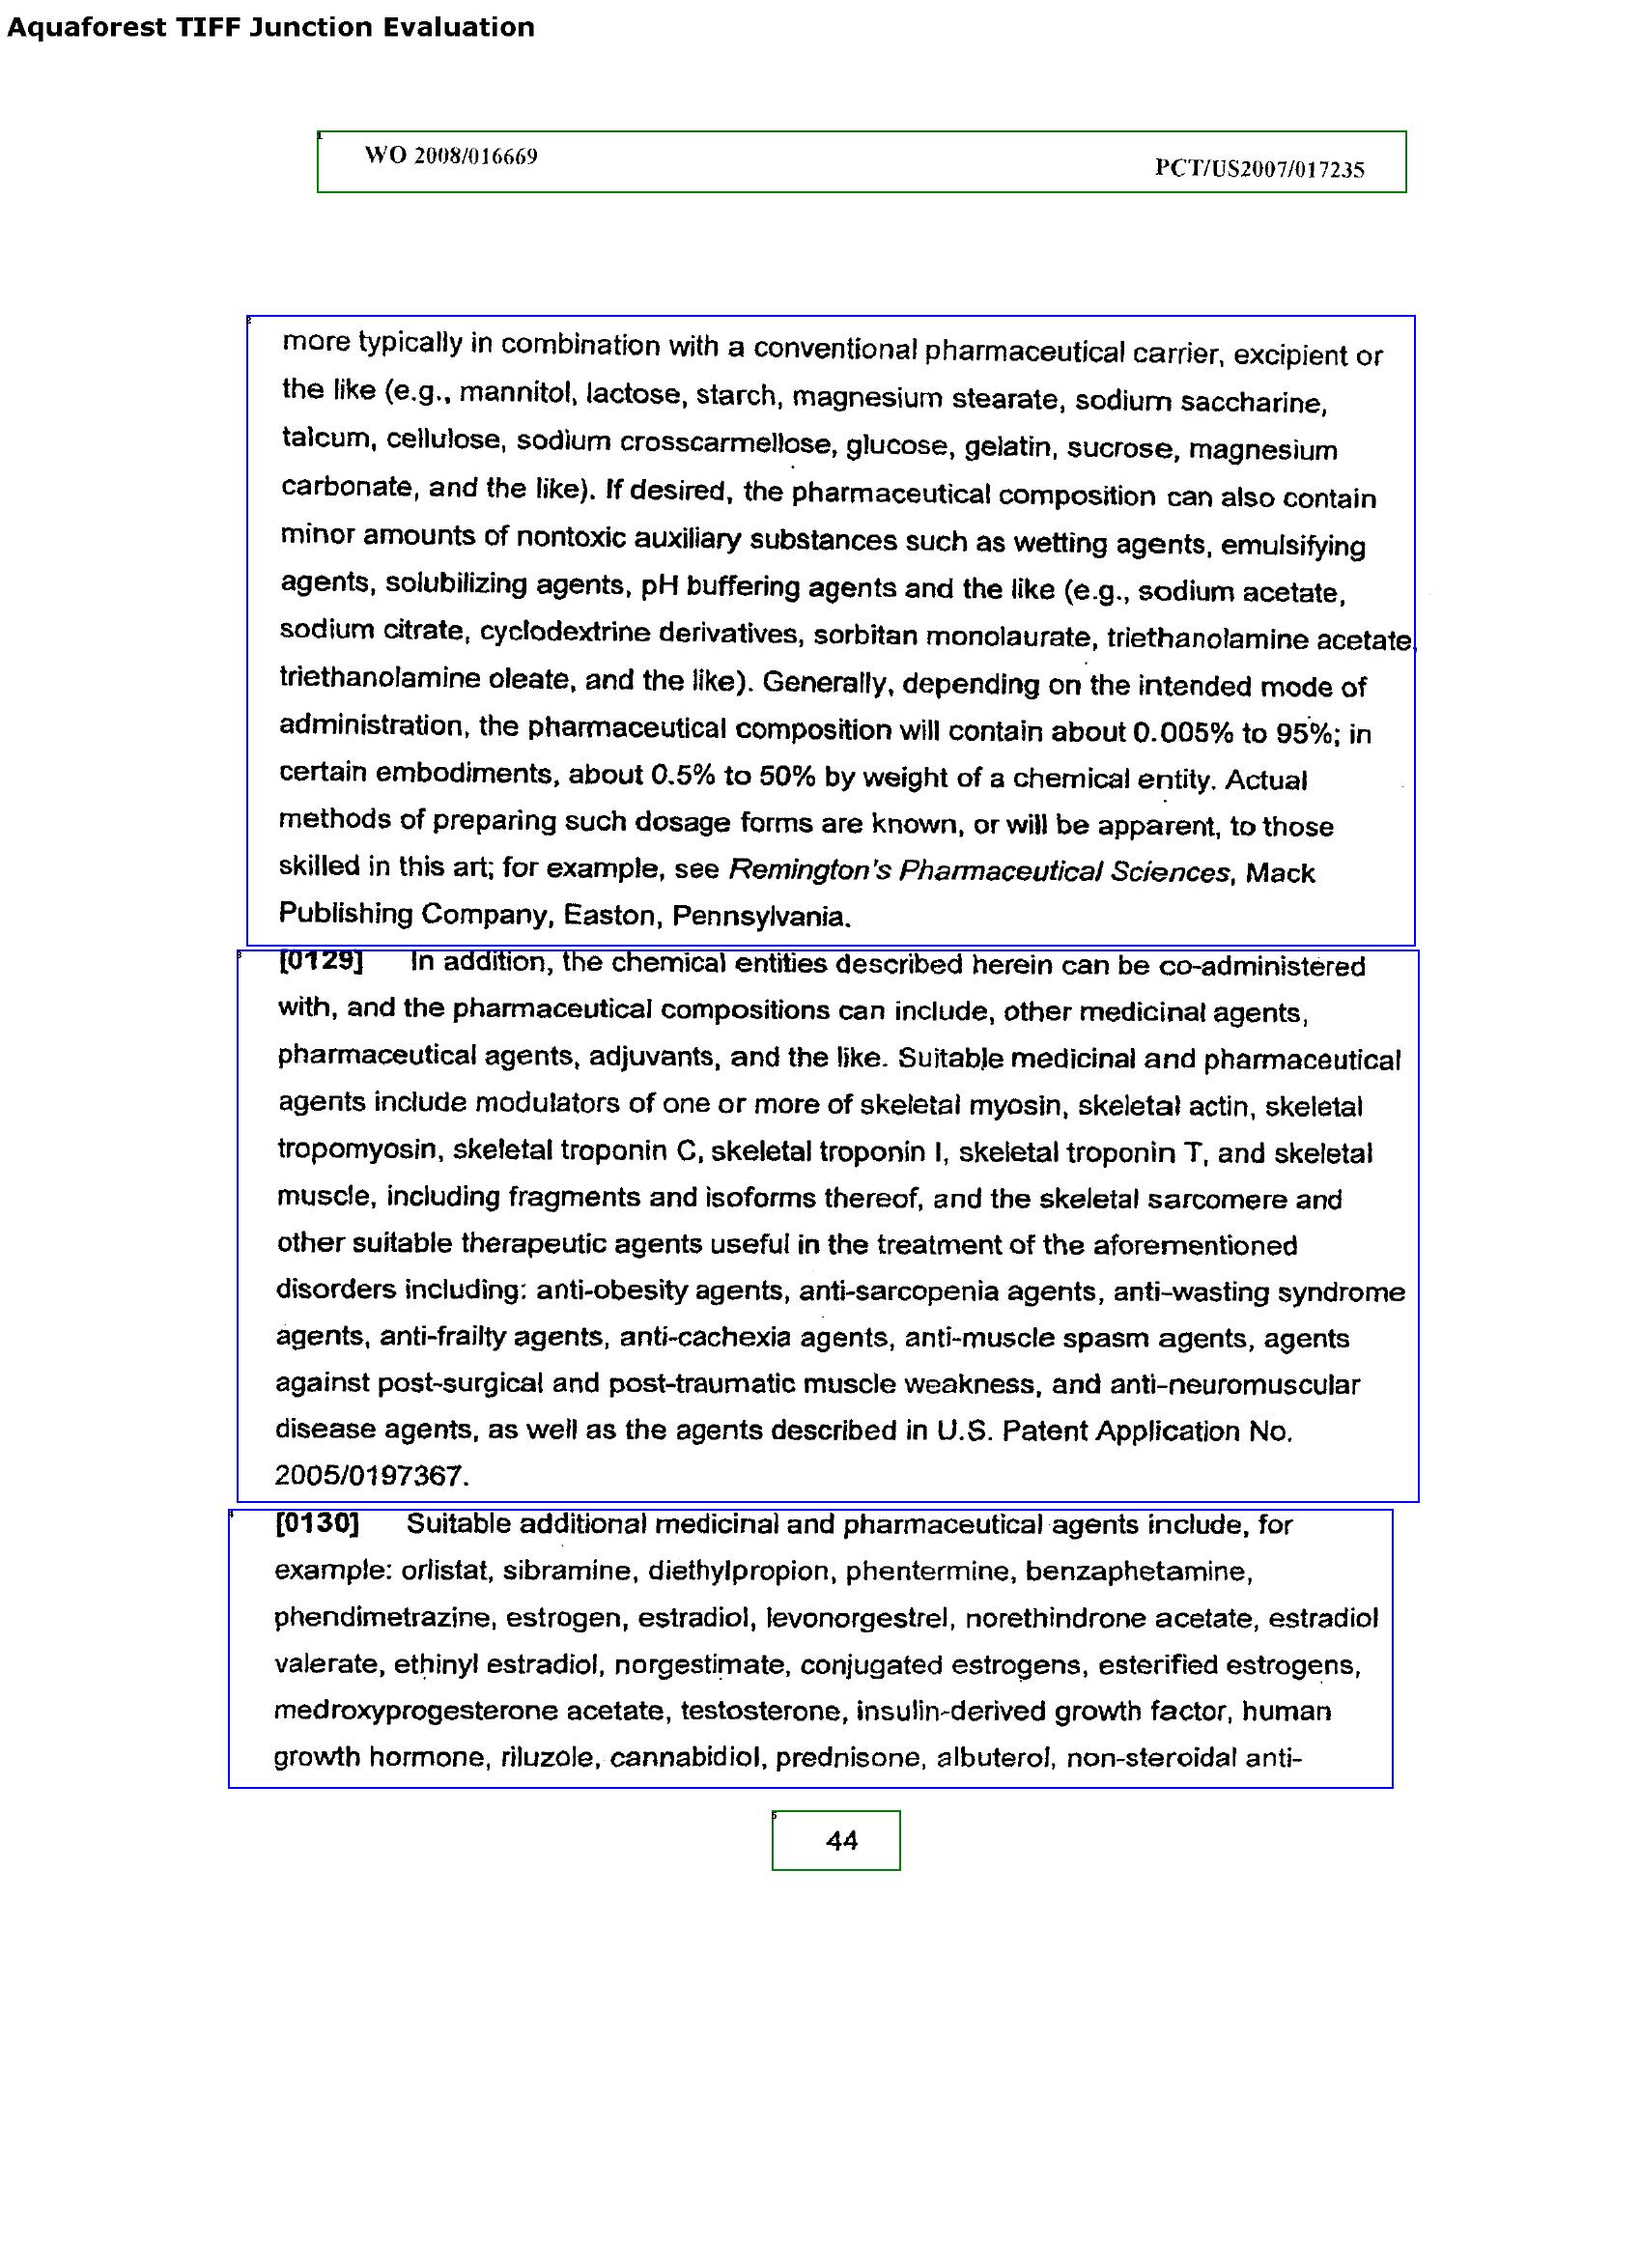 Aquaforest TIFF Junction Evaluation
WO 2008/016669 PCT/US2007/017235
more typically in combination with a conventional pharmaceutical carrier, excipient or
the like (e.g., mannitol, lactose, starch, magnesium stearate, sodium saccharine,
talcum, cellulose, sodium crosscarmellose, glucose, gelatin, sucrose, magnesium
carbonate, and the like). If desired, the pharmaceutical composition can also contain
minor amounts of nontoxic auxiliary substances such as wetting agents, emulsifying
agents, solubilizing agents, pH buffering agents and the like (e.g., sodium acetate,
sodium citrate, cyclodextrine derivatives, sorbitan monolaurate, triethanolamine acetate,
triethanolamine oleate, and the like). Generally, depending on the intended mode of
administration, the pharmaceutical composition will contain about 0.005% to 95%; in
certain embodiments, about 0.5% to 50% by weight of a chemical entity. Actual
methods of preparing such dosage forms are known, or will be apparent, to those
skilled in this art; for example, see Remington's Pharmaceutical Sciences, Mack
Publishing Company, Easton, Pennsylvania.
[0129] In addition, the chemical entities described herein can be co-administered
with, and the pharmaceutical compositions can include, other medicinal agents,
pharmaceutical agents, adjuvants, and the like. Suitable medicinal and pharmaceutical
agents include modulators of one or more of skeletal myosin, skeletal actin, skeletal
tropomyosin, skeletal troponin C, skeletal troponin I, skeletal troponin T, and skeletal
muscle, including fragments and isoforms thereof, and the skeletal sarcomere and
other suitable therapeutic agents useful in the treatment of the aforementioned
disorders including: anti-obesity agents, anti-sarcopenia agents, anti-wasting syndrome
agents, anti-frailty agents, anti-cachexia agents, anti-muscle spasm agents, agents
against post-surgical and post-traumatic muscle weakness, and anti-neuromuscular
disease agents, as well as the agents described in U.S. Patent Application No.
2005/0197367.
[0130] Suitable additional medicinal and pharmaceutical agents include, for
example: orlistat, sibramine, diethylpropion, phentermine, benzaphetamine,
phendimetrazine, estrogen, estradiol, levonorgestrel, norethindrone acetate, estradiol
valerate, ethinyl estradiol, norgestimate, conjugated estrogens, esterified estrogens,
medroxyprogesterone acetate, testosterone, insulin-derived growth factor, human
growth hormone, riluzole, cannabidiol, prednisone, albuterol, non-steroidal anti-
44